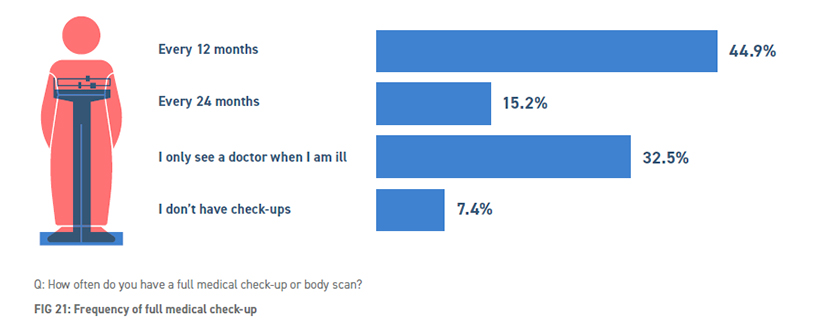 Every 12 months 44.9%
Every 24 months 15.2%
I only see a doctor when I am ill 32.5%
I don’t have check-ups 7.4%
Q: How often do you have a full medical check-up or body scan?
FIG 21: Frequency of full medical check-up